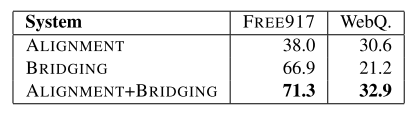 System FREE917 WebQ.
ALIGNMENT 38.0 30.6
BRIDGING 66.9 21.2
ALIGNMENT+BRIDGING 71.3 32.9